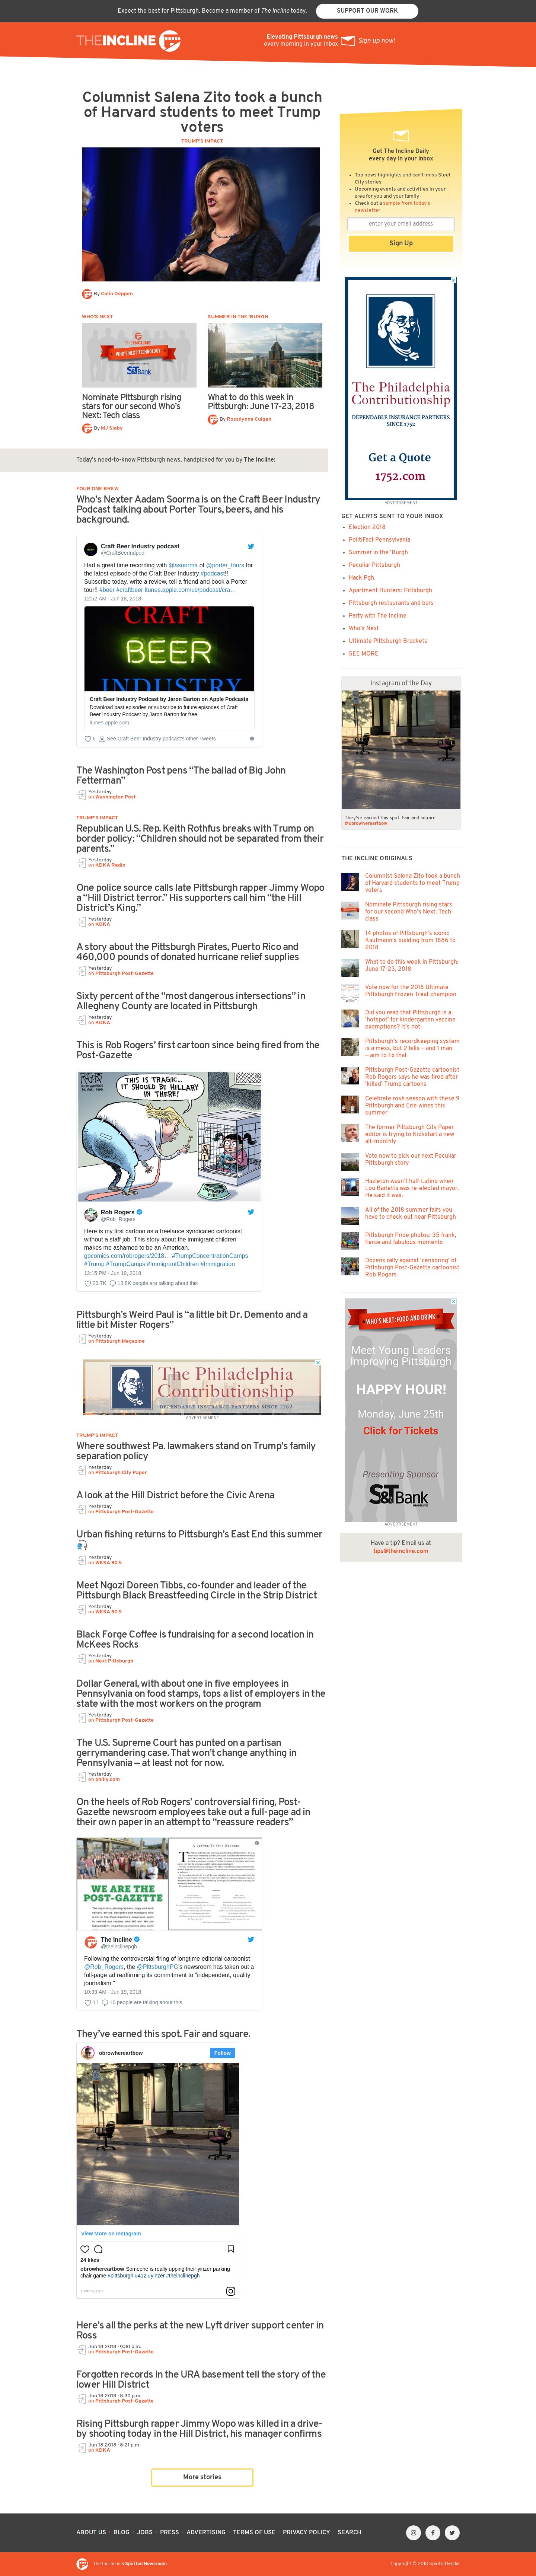 Expect the best for Pittsburgh. Become a member of The Incline today.
SUPPORT OUR WORK
THEINCLINE
Elevating Pittsburgh news
every morning in your inbox
Sign up now!
Columnist Salena Zito took a bunch
of Harvard students to meet Trump
voters
TRUMP'S IMPACT
By Colin Deppen
WHO'S NEXT
WHO'S NEXT: TECHNOLOGY
S&T Bank
Nominate Pittsburgh rising
stars for our second Who's
Next: Tech class
By MJ Slaby
SUMMER IN THE 'BURGH
What to do this week in
Pittsburgh: June 17-23, 2018
By Rossilynne Culgan
Today's need-to-know Pittsburgh news, handpicked for you by The Incline:
FOUR ONE BREW
Who's Nexter Aadam Soorma is on the Craft Beer Industry
Podcast talking about Porter Tours, beers, and his
background.
Craft Beer Industry podcast
@CraftBeerIndpod
Had a great time recording with @asoorma of @porter_tours for
the latest episode of the Craft Beer Industry #podcast!!
Subscribe today, write a review, tell a friend and book a Porter
tour!! #beer #craftbeer itunes.apple.com/us/podcast/cra…
12:52 AM - Jun 18, 2018
CRAFT
BEER
INDUSTRY
Craft Beer Industry Podcast by Jaron Barton on Apple Podcasts
Download past episodes or subscribe to future episodes of Craft
Beer Industry Podcast by Jaron Barton for free.
itunes.apple.com
6 See Craft Beer Industry podcast's other Tweets
The Washington Post pens “The ballad of Big John
Fetterman”
Yesterday
on Washington Post
TRUMP'S IMPACT
Republican U.S. Rep. Keith Rothfus breaks with Trump on
border policy: “Children should not be separated from their
parents.”
Yesterday
on KDKA Radio
One police source calls late Pittsburgh rapper Jimmy Wopo
a “Hill District terror.” His supporters call him “the Hill
District's King.”
Yesterday
on KDKA
A story about the Pittsburgh Pirates, Puerto Rico and
460,000 pounds of donated hurricane relief supplies
Yesterday
on Pittsburgh Post-Gazette
Sixty percent of the “most dangerous intersections” in
Allegheny County are located in Pittsburgh
Yesterday
on KDKA
This is Rob Rogers' first cartoon since being fired from the
Post-Gazette
THIS IS TRAGIC...
IT SHOULD BE HILLARY
IN THERE!
Rob Rogers
@Rob_Rogers
Here is my first cartoon as a freelance syndicated cartoonist
without a staff job. This story about the immigrant children
makes me ashamed to be an American.
gocomics.com/robrogers/2018… #TrumpConcentrationCamps
#Trump #TrumpCamps #ImmigrantChildren #Immigration
12:15 PM - Jun 19, 2018
23.7K 13.8K people are talking about this
Pittsburgh's Weird Paul is “a little bit Dr. Demento and a
little bit Mister Rogers”
Yesterday
on Pittsburgh Magazine
The Philadelphia
Contributionship
DEPENDABLE INSURANCE PARTNERS SINCE 1752
ADVERTISEMENT
TRUMP'S IMPACT
Where southwest Pa. lawmakers stand on Trump's family
separation policy
Yesterday
on Pittsburgh City Paper
A look at the Hill District before the Civic Arena
Yesterday
on Pittsburgh Post-Gazette
Urban fishing returns to Pittsburgh's East End this summer
Yesterday
on WESA 90.5
Meet Ngozi Doreen Tibbs, co-founder and leader of the
Pittsburgh Black Breastfeeding Circle in the Strip District
Yesterday
on WESA 90.5
Black Forge Coffee is fundraising for a second location in
McKees Rocks
Yesterday
on Next Pittsburgh
Dollar General, with about one in five employees in
Pennsylvania on food stamps, tops a list of employers in the
state with the most workers on the program
Yesterday
on Pittsburgh Post-Gazette
The U.S. Supreme Court has punted on a partisan
gerrymandering case. That won't change anything in
Pennsylvania — at least not for now.
Yesterday
on philly.com
On the heels of Rob Rogers' controversial firing, Post-
Gazette newsroom employees take out a full-page ad in
their own paper in an attempt to “reassure readers”
A LETTER TO OUR READERS
WE ARE THE
POST-GAZETTE
The Incline
@theinclinepgh
Following the controversial firing of longtime editorial cartoonist
@Rob_Rogers, the @PittsburghPG's newsroom has taken out a
full-page ad reaffirming its commitment to "independent, quality
journalism."
10:33 AM - Jun 19, 2018
11 16 people are talking about this
They've earned this spot. Fair and square.
obrowhereartbow
Follow
View More on Instagram
24 likes
obrowhereartbow Someone is really upping their yinzer parking
chair game #pittsburgh #412 #yinzer #theinclinepgh
Here's all the perks at the new Lyft driver support center in
Ross
Jun 18 2018 · 9:30 p.m.
on Pittsburgh Post-Gazette
Forgotten records in the URA basement tell the story of the
lower Hill District
Jun 18 2018 · 8:30 p.m.
on Pittsburgh Post-Gazette
Rising Pittsburgh rapper Jimmy Wopo was killed in a drive-
by shooting today in the Hill District, his manager confirms
Jun 18 2018 · 8:21 p.m.
on KDKA
More stories
Get The Incline Daily
every day in your inbox
Top news highlights and can't-miss Steel
City stories
Upcoming events and activities in your
area for you and your family
Check out a sample from today's
newsletter
enter your email address
Sign Up
The Philadelphia
Contributionship
DEPENDABLE INSURANCE PARTNERS
SINCE 1752
Get a Quote
1752.com
ADVERTISEMENT
GET ALERTS SENT TO YOUR INBOX
Election 2018
PolitiFact Pennsylvania
Summer in the 'Burgh
Peculiar Pittsburgh
Hack Pgh.
Apartment Hunters: Pittsburgh
Pittsburgh restaurants and bars
Party with The Incline
Who's Next
Ultimate Pittsburgh Brackets
SEE MORE
Instagram of the Day
They've earned this spot. Fair and square.
@obrowhereartbow
THE INCLINE ORIGINALS
Columnist Salena Zito took a bunch
of Harvard students to meet Trump
voters
Nominate Pittsburgh rising stars
for our second Who's Next: Tech
class
14 photos of Pittsburgh's iconic
Kaufmann's building from 1886 to
2018
What to do this week in Pittsburgh:
June 17-23, 2018
Vote now for the 2018 Ultimate
Pittsburgh Frozen Treat champion
Did you read that Pittsburgh is a
'hotspot' for kindergarten vaccine
exemptions? It's not.
Pittsburgh's recordkeeping system
is a mess, but 2 bills — and 1 man
— aim to fix that
Pittsburgh Post-Gazette cartoonist
Rob Rogers says he was fired after
'killed' Trump cartoons
Celebrate rosé season with these 9
Pittsburgh and Erie wines this
summer
The former Pittsburgh City Paper
editor is trying to Kickstart a new
alt-monthly
Vote now to pick our next Peculiar
Pittsburgh story
Hazleton wasn't half-Latino when
Lou Barletta was re-elected mayor.
He said it was.
All of the 2018 summer fairs you
have to check out near Pittsburgh
Pittsburgh Pride photos: 35 frank,
fierce and fabulous moments
Dozens rally against 'censoring' of
Pittsburgh Post-Gazette cartoonist
Rob Rogers
WHO'S NEXT: FOOD AND DRINK
Meet Young Leaders
Improving Pittsburgh
HAPPY HOUR!
Monday, June 25th
Click for Tickets
Presenting Sponsor
S&T Bank
ADVERTISEMENT
Have a tip? Email us at
tips@theincline.com
ABOUT US · BLOG · JOBS · PRESS · ADVERTISING · TERMS OF USE · PRIVACY POLICY · SEARCH
The Incline is a Spirited Newsroom
Copyright © 2018 Spirited Media